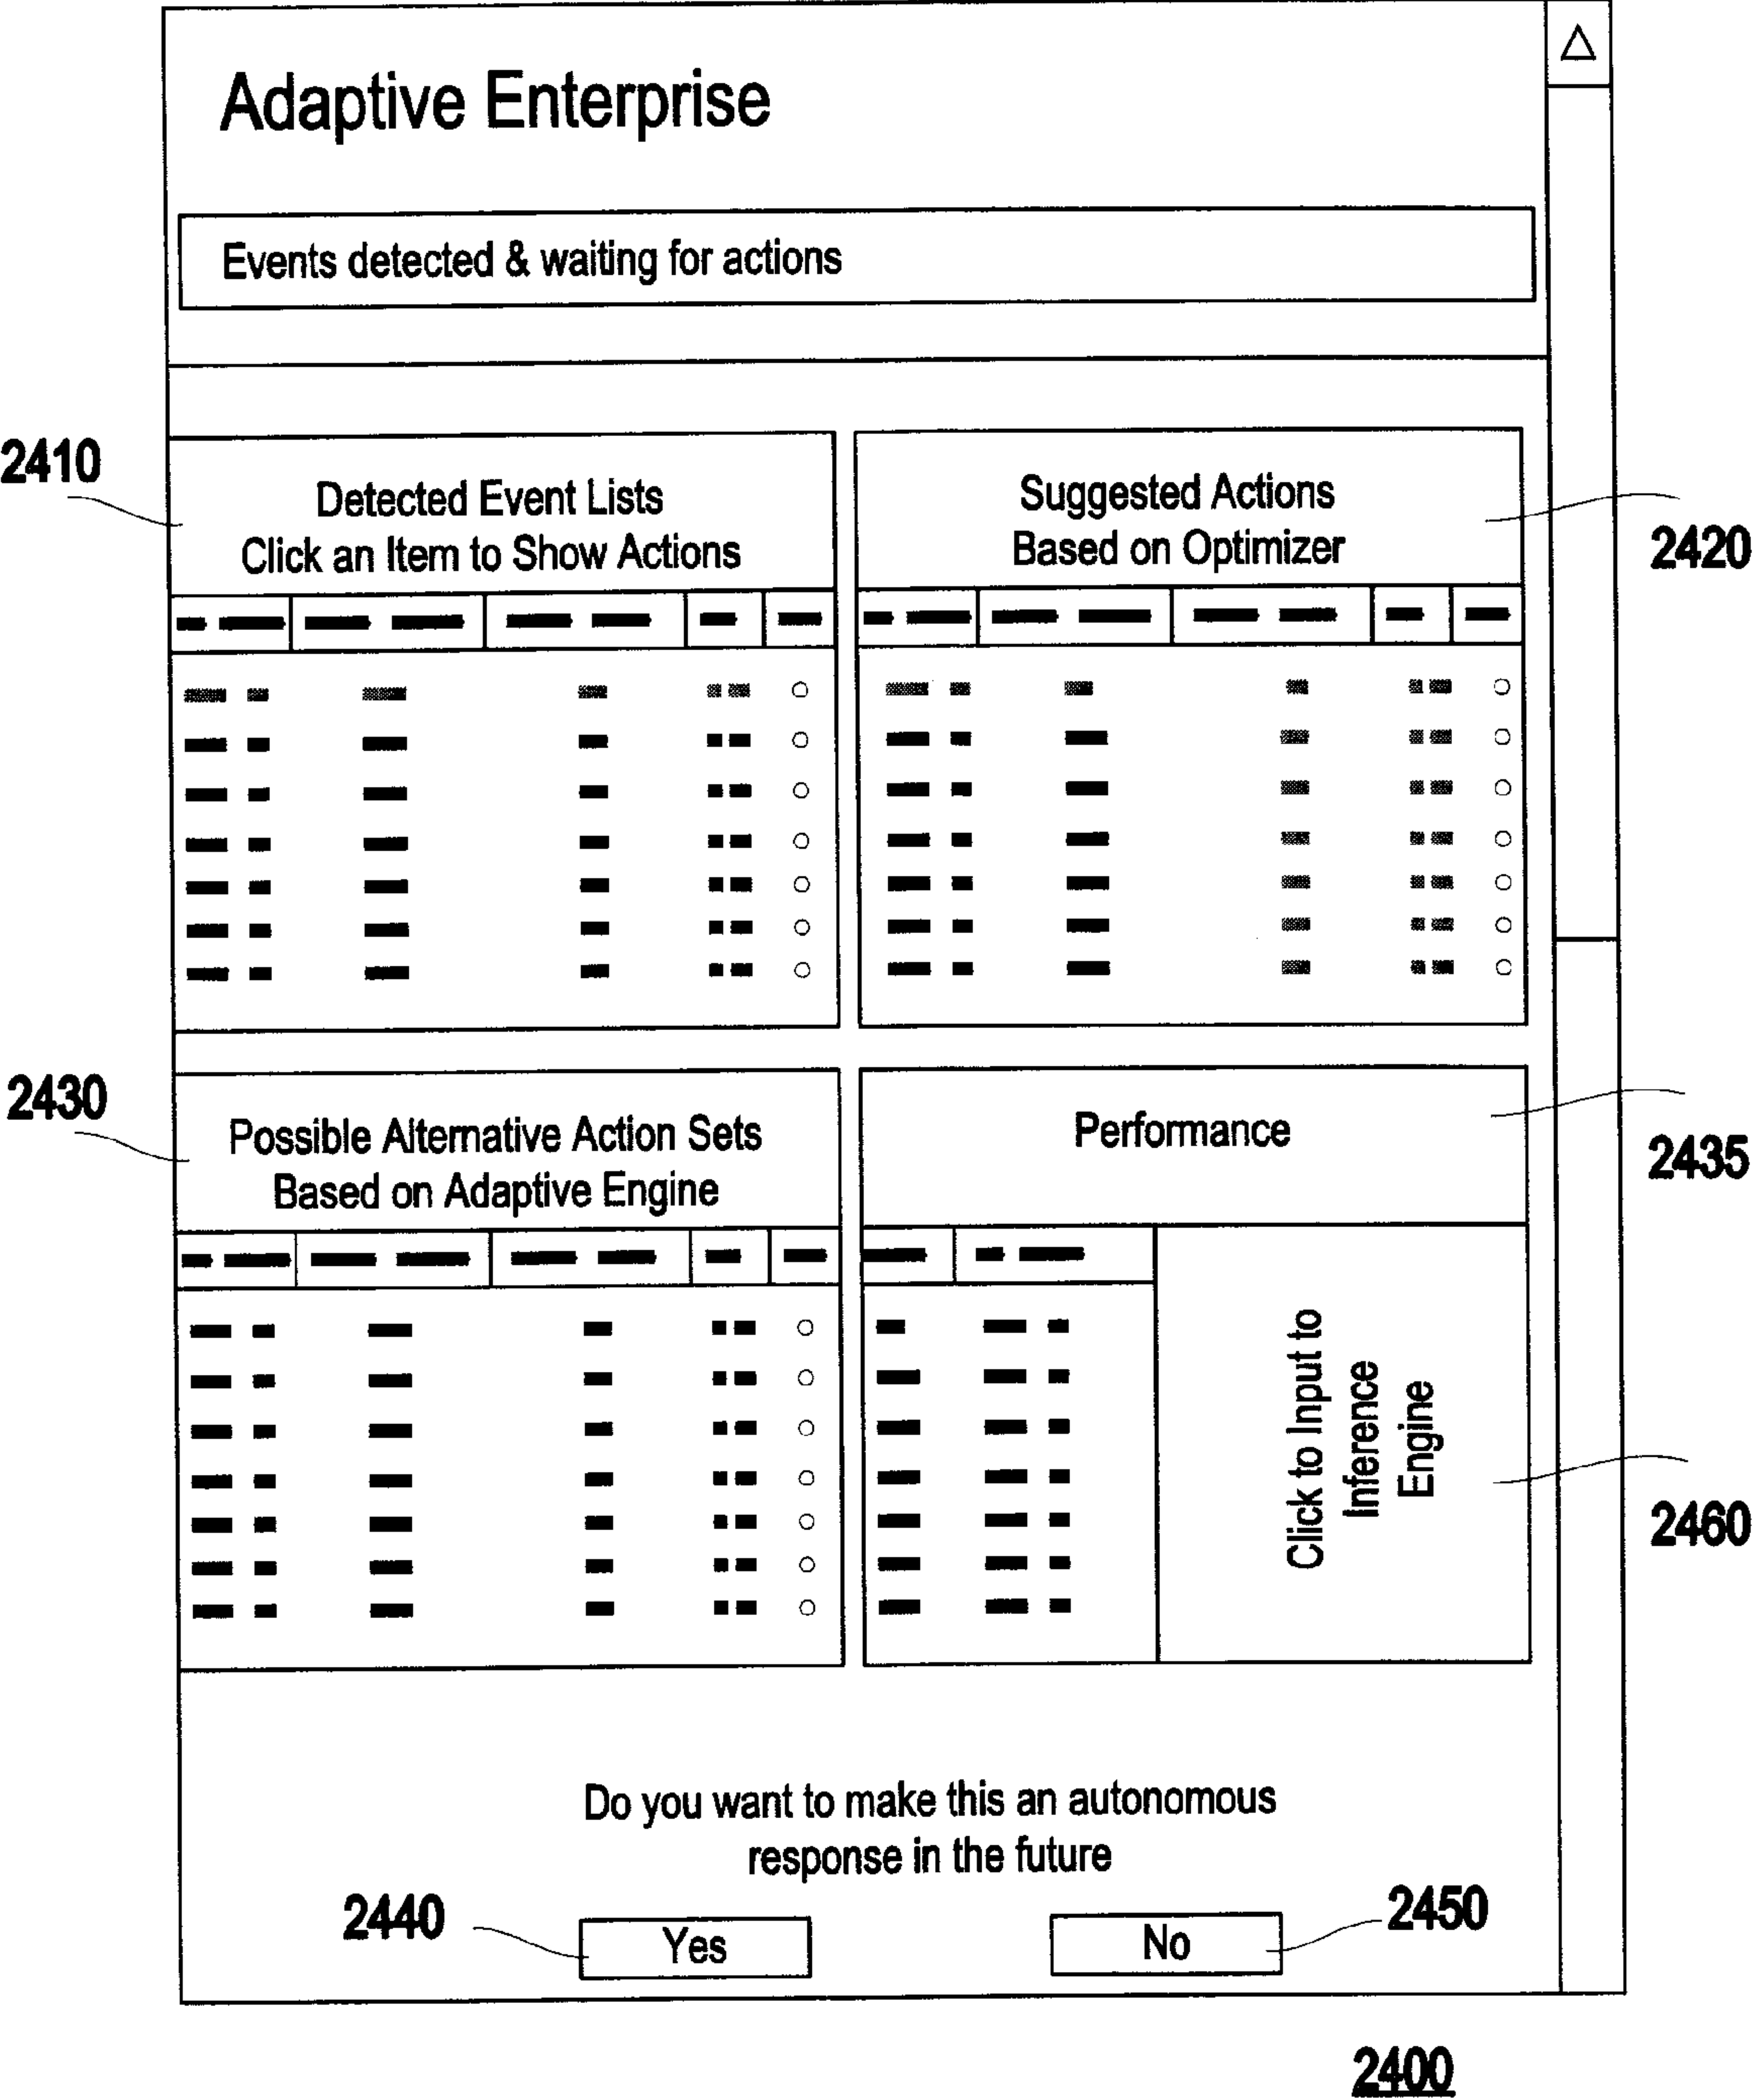 Adaptive Enterprise
Events detected & waiting for actions
2410
Detected Event Lists
Click an Item to Show Actions
Suggested Actions
Based on Optimizer
2420
2430
Possible Alternative Action Sets
Based on Adaptive Engine
Performance
2435
Click to Input to
Inference
Engine
2460
Do you want to make this an autonomous
response in the future
2440
Yes
No
2450
2400